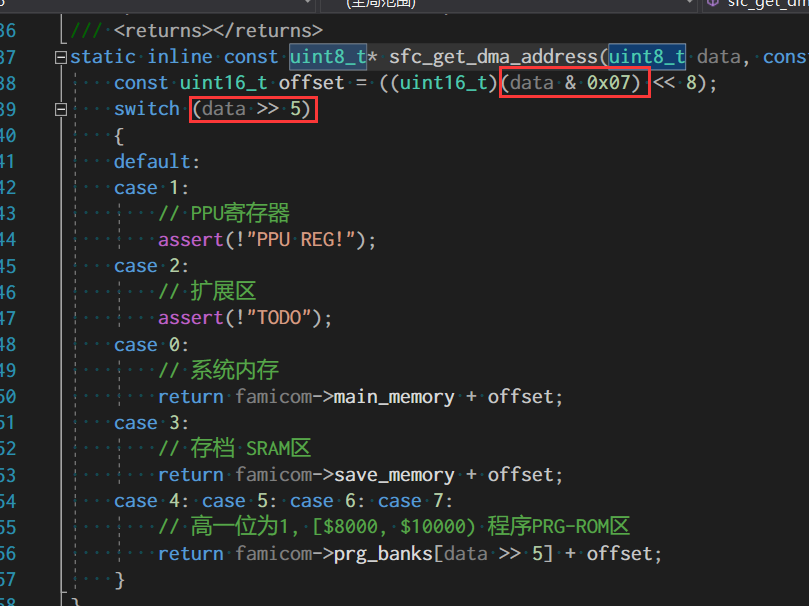 (全局范围) sfc_get_dm
36 /// <returns></returns>
37 static inline const uint8_t* sfc_get_dma_address(uint8_t data, cons
38 const uint16_t offset = ((uint16_t)(data & 0x07) << 8);
39 switch (data >> 5)
40 {
41 default:
42 case 1:
43 // PPU寄存器
44 assert(!"PPU REG!");
45 case 2:
46 // 扩展区
47 assert(!"TODO");
48 case 0:
49 // 系统内存
50 return famicom->main_memory + offset;
51 case 3:
52 // 存档 SRAM区
53 return famicom->save_memory + offset;
54 case 4: case 5: case 6: case 7:
55 // 高一位为1, [$8000, $10000) 程序PRG-ROM区
56 return famicom->prg_banks[data >> 5] + offset;
57 }
58 }